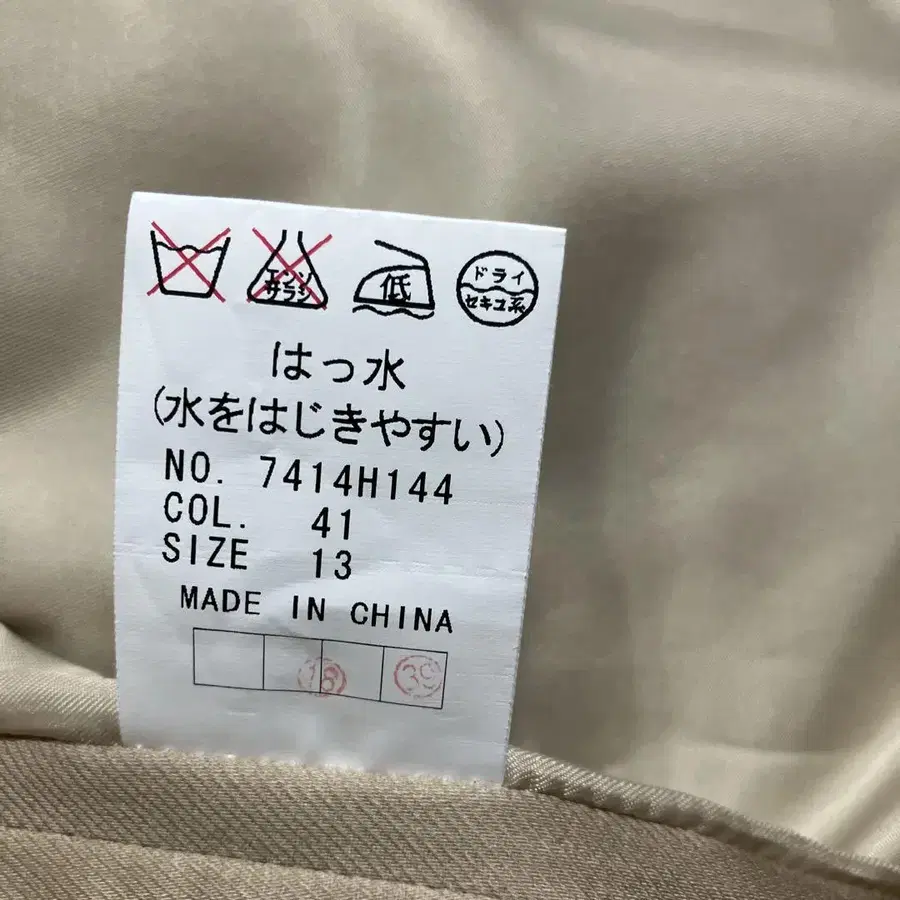 エンソ
サラシ
低
ドライ
セキユ系
はっ水
(水をはじきやすい)
NO. 7414H144
COL. 41
SIZE 13
MADE IN CHINA
18
39